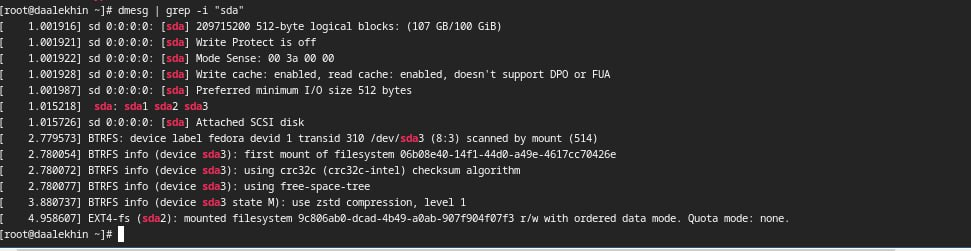 [root@daalekhin ~]# dmesg | grep -i "sda"
[    1.001916] sd 0:0:0:0: [sda] 209715200 512-byte logical blocks: (107 GB/100 GiB)
[    1.001921] sd 0:0:0:0: [sda] Write Protect is off
[    1.001922] sd 0:0:0:0: [sda] Mode Sense: 00 3a 00 00
[    1.001928] sd 0:0:0:0: [sda] Write cache: enabled, read cache: enabled, doesn't support DPO or FUA
[    1.001987] sd 0:0:0:0: [sda] Preferred minimum I/O size 512 bytes
[    1.015218]  sda: sda1 sda2 sda3
[    1.015726] sd 0:0:0:0: [sda] Attached SCSI disk
[    2.779573] BTRFS: device label fedora devid 1 transid 310 /dev/sda3 (8:3) scanned by mount (514)
[    2.780054] BTRFS info (device sda3): first mount of filesystem 06b08e40-14f1-44d0-a49e-4617cc70426e
[    2.780072] BTRFS info (device sda3): using crc32c (crc32c-intel) checksum algorithm
[    2.780077] BTRFS info (device sda3): using free-space-tree
[    3.880737] BTRFS info (device sda3 state M): use zstd compression, level 1
[    4.958607] EXT4-fs (sda2): mounted filesystem 9c806ab0-dcad-4b49-a0ab-907f904f07f3 r/w with ordered data mode. Quota mode: none.
[root@daalekhin ~]#